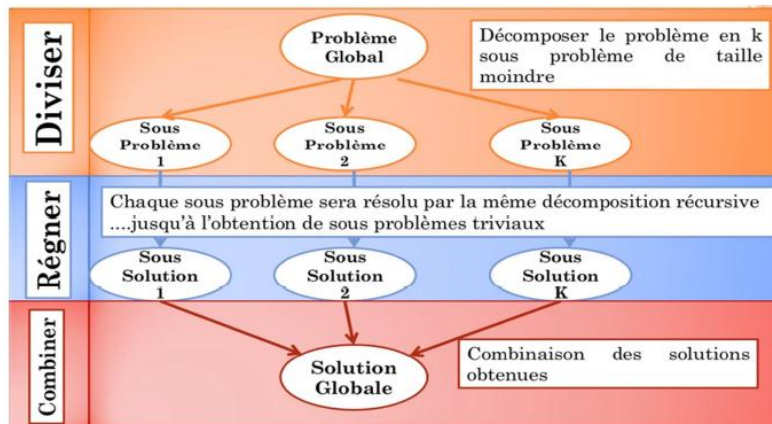 Diviser
Problème
Global
Décomposer le problème en k
sous problème de taille
moindre
Sous
Problème
1
Sous
Problème
2
Sous
Problème
K
Régner
Chaque sous problème sera résolu par la même décomposition récursive
....jusqu'à l'obtention de sous problèmes triviaux
Sous
Solution
1
Sous
Solution
2
Sous
Solution
K
Combiner
Solution
Globale
Combinaison des solutions
obtenues